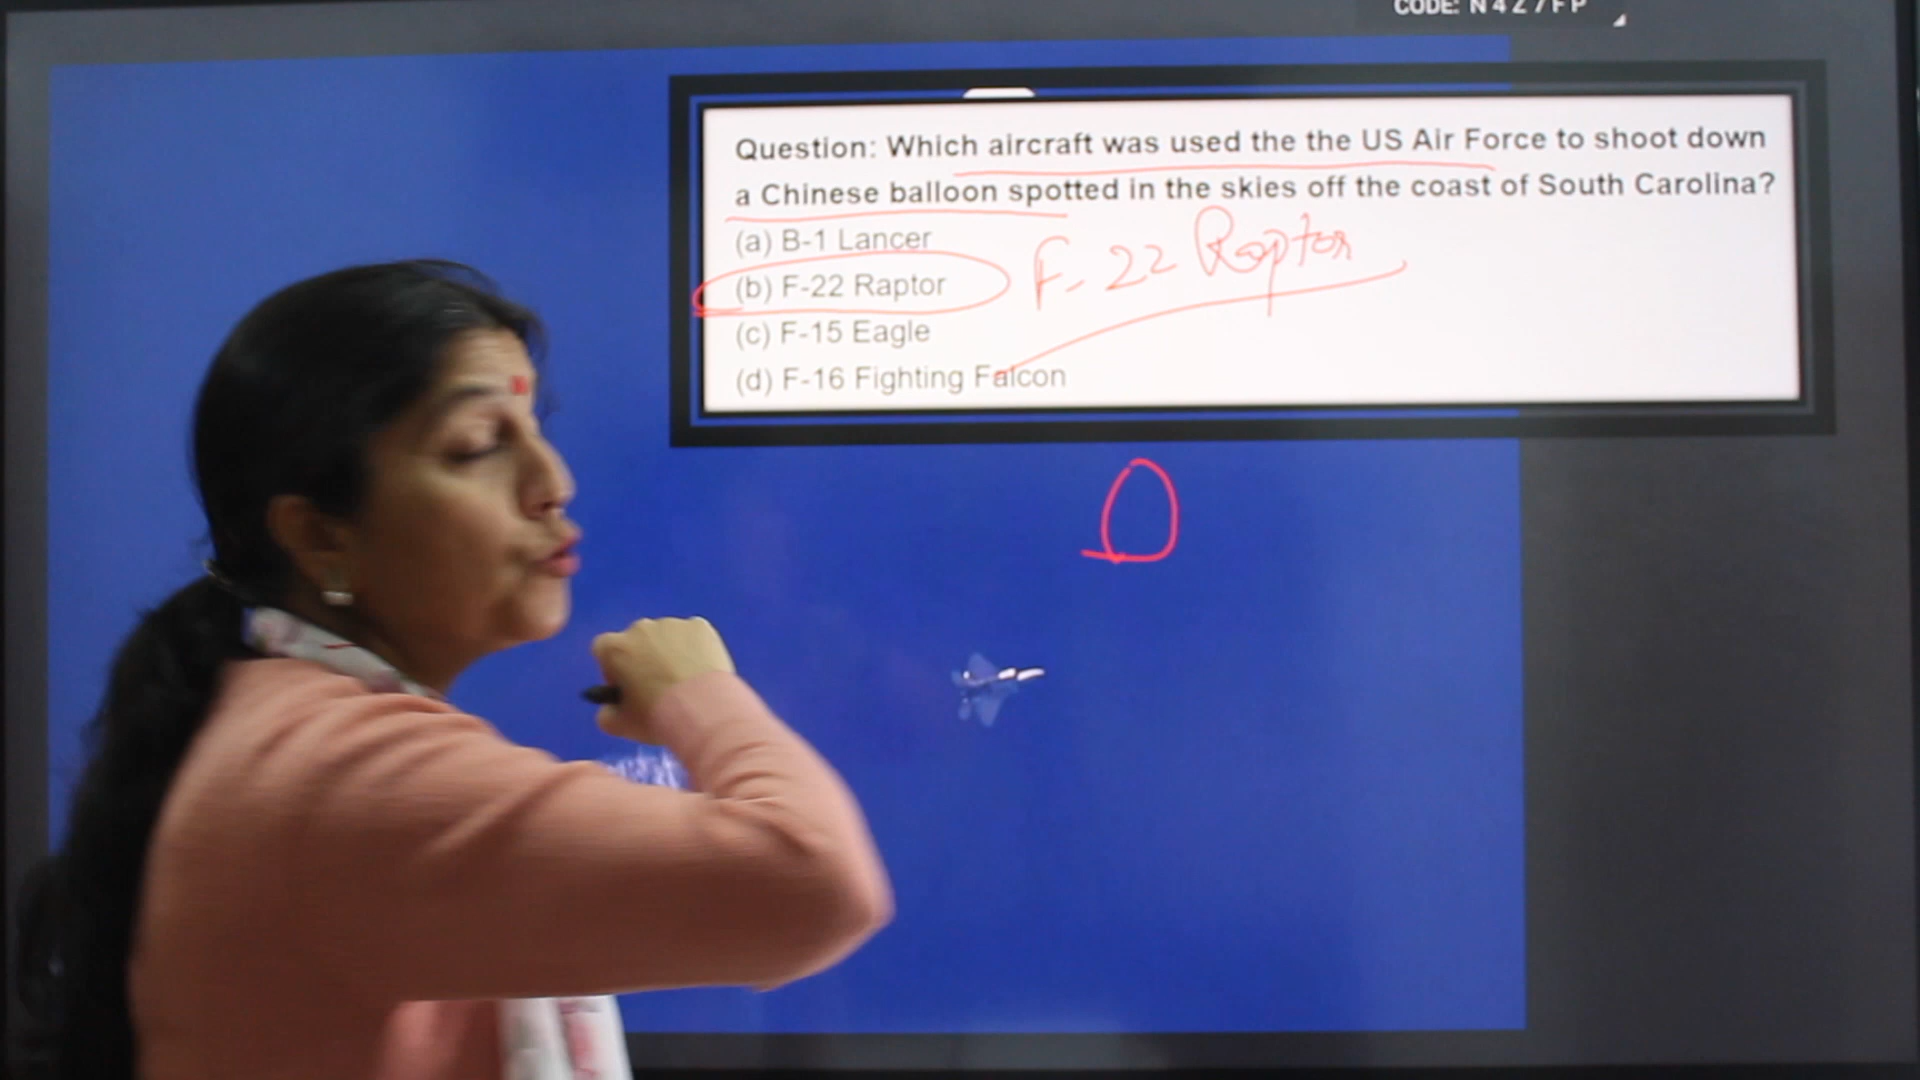 CODE: N427FP
Question: Which aircraft was used the the US Air Force to shoot down
a Chinese balloon spotted in the skies off the coast of South Carolina?
(a) B-1 Lancer
(b) F-22 Raptor
F-22 Raptor
(c) F-15 Eagle
(d) F-16 Fighting Falcon